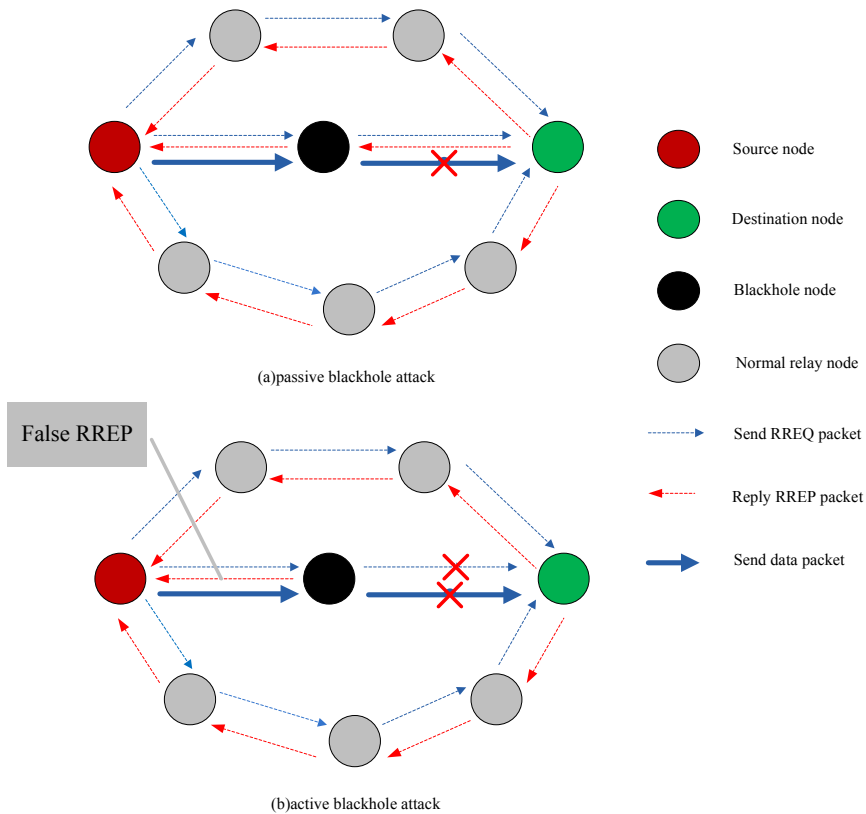 Source node
Destination node
Blackhole node
Normal relay node
(a)passive blackhole attack
False RREP
Send RREQ packet
Reply RREP packet
Send data packet
(b)active blackhole attack